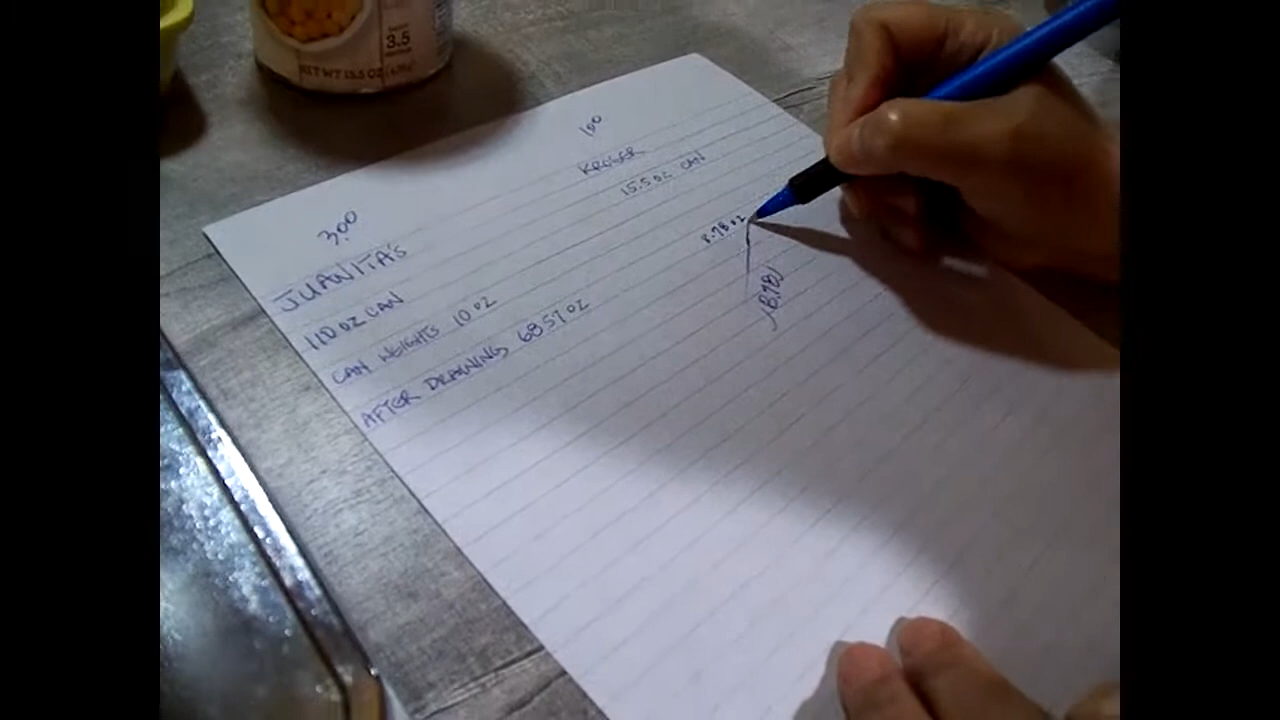 3.5
NET WT 15.5 OZ
3.00
JUANITA'S
110 OZ CAN
CAN WEIGHTS 10 OZ
AFTER DRAINING 68.57 OZ
1.00
KROGER
15.5 OZ CAN
8.78 OZ
8.78